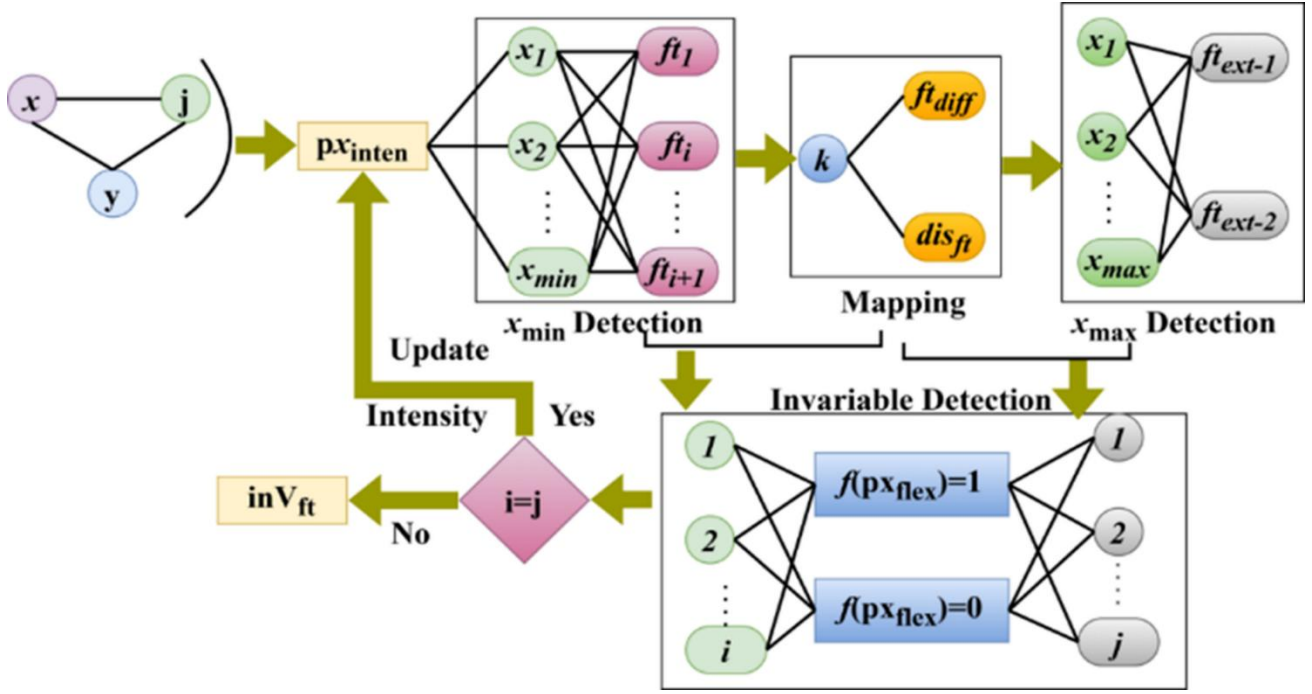 x
j
y
px_inten
x_1
x_2
x_min
ft_1
ft_i
ft_i+1
x_min Detection
k
ft_diff
dis_ft
Mapping
x_1
x_2
x_max
ft_ext-1
ft_ext-2
x_max Detection
Update
Intensity
Yes
i=j
No
inV_ft
Invariable Detection
1
2
i
f(px_flex)=1
f(px_flex)=0
1
2
j